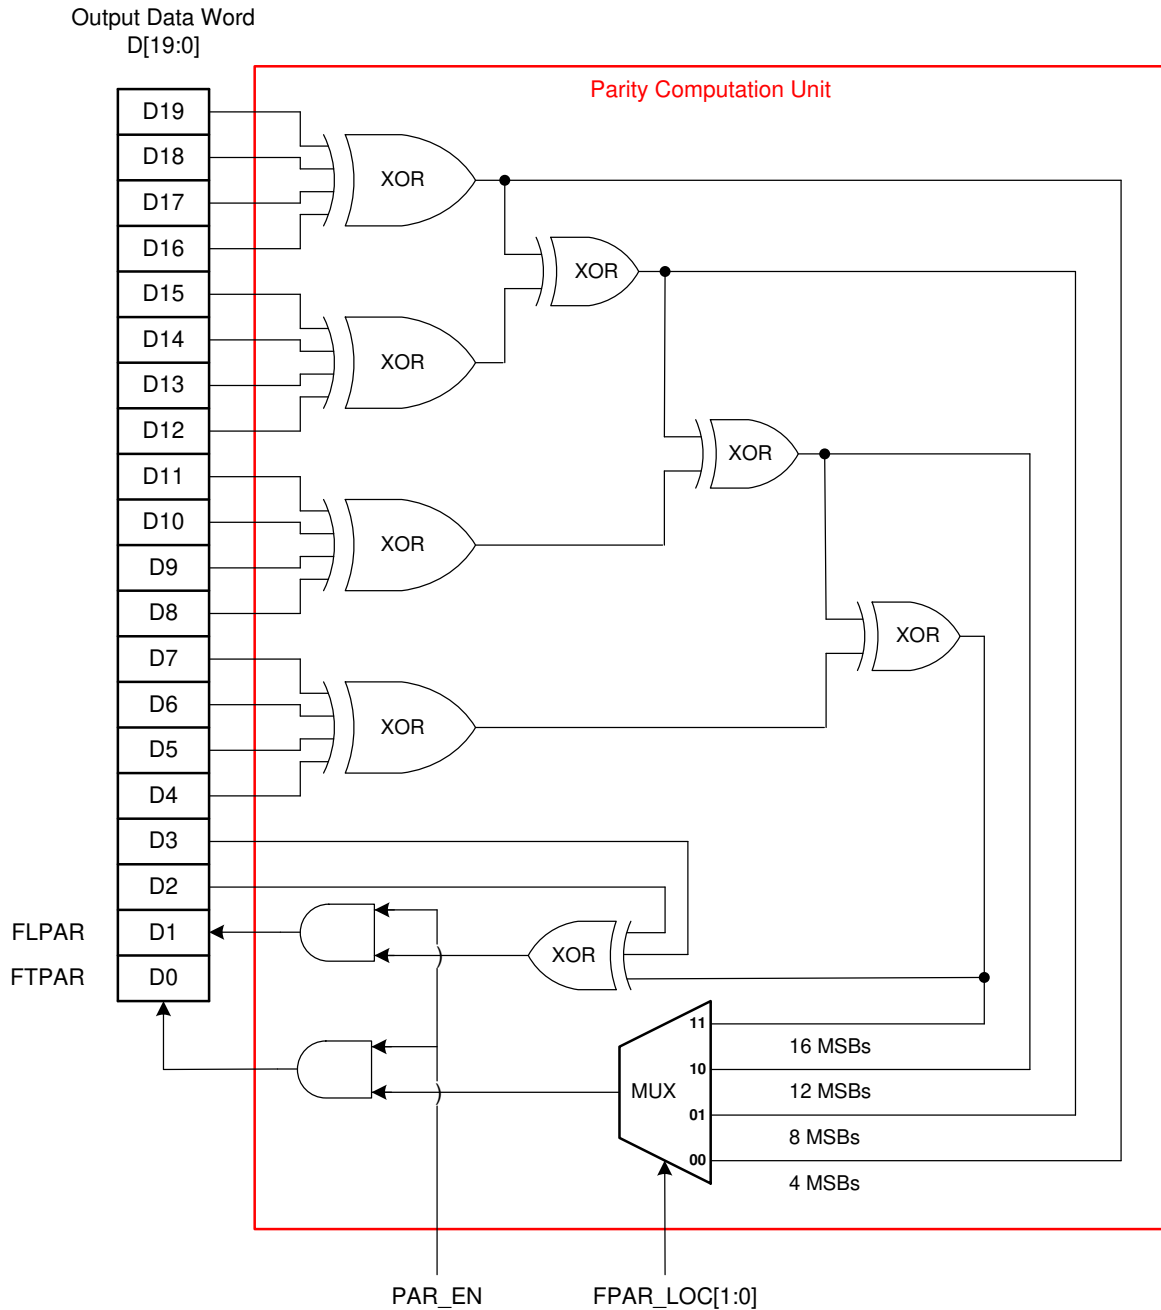 Output Data Word
D[19:0]
Parity Computation Unit
D19
D18
XOR
D17
D16
XOR
D15
D14
XOR
D13
D12
XOR
D11
D10
XOR
D9
D8
XOR
D7
D6
XOR
D5
D4
D3
D2
FLPAR
D1
XOR
FTPAR
D0
11
16 MSBs
10
MUX
12 MSBs
01
8 MSBs
00
4 MSBs
PAR_EN
FPAR_LOC[1:0]